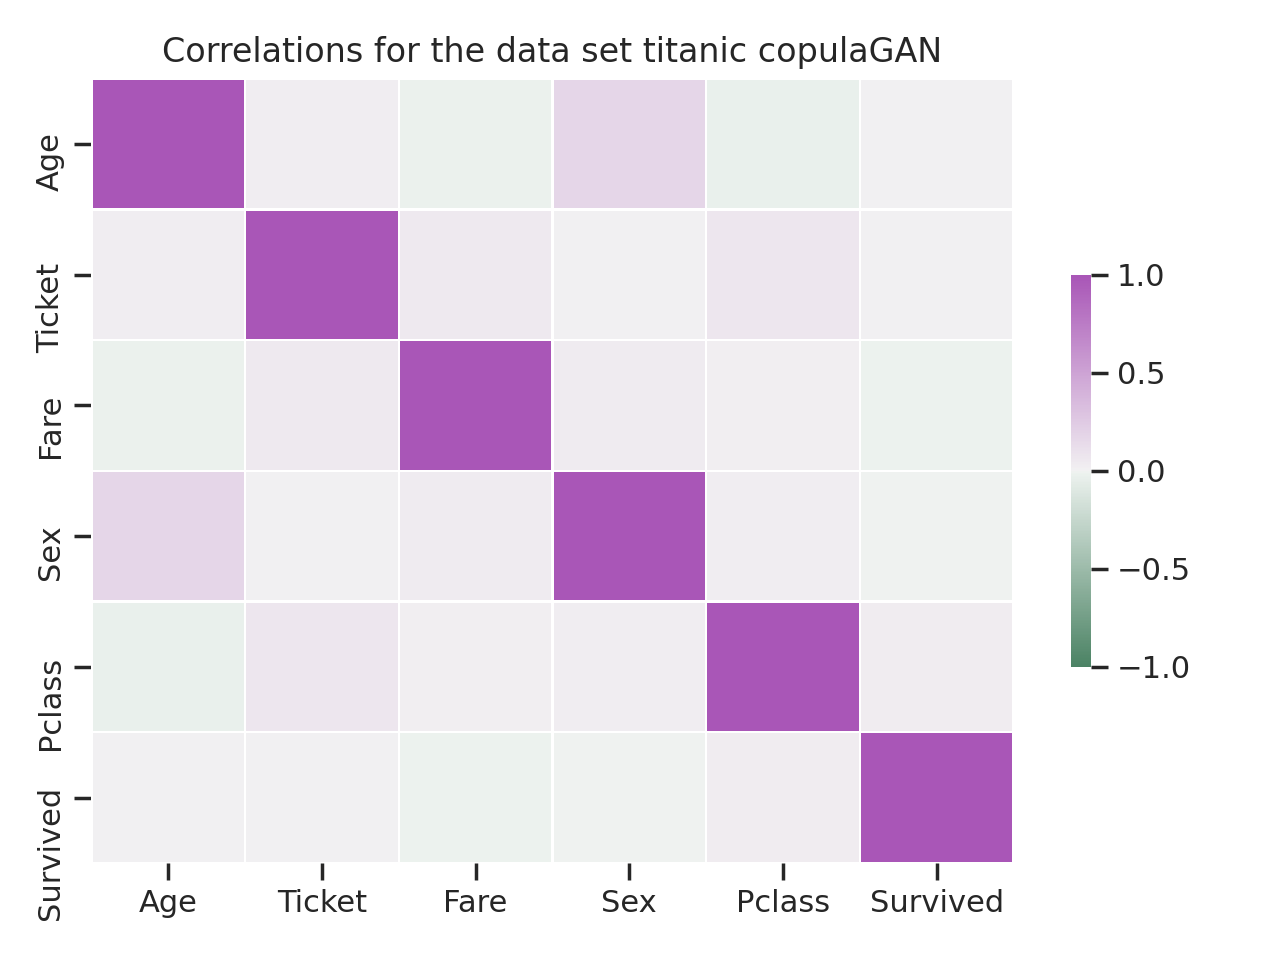 Correlations for the data set titanic copulaGAN
Age
Ticket
Fare
Sex
Pclass
Survived
Age Ticket Fare Sex Pclass Survived
1.0
0.5
0.0
−0.5
−1.0